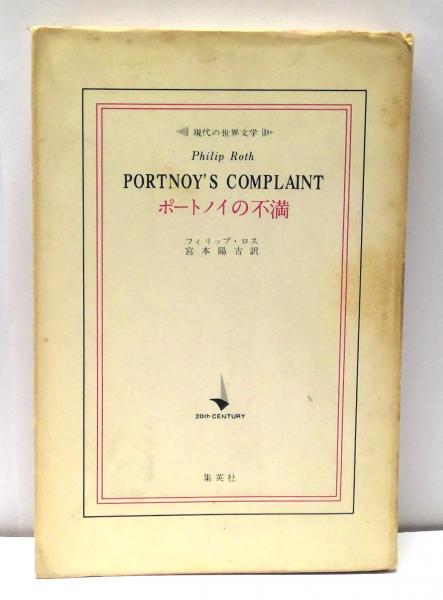 現代の世界文学
Philip Roth
PORTNOY'S COMPLAINT
ポートノイの不満
フィリップ・ロス
宮本陽吉訳
20th CENTURY
集英社